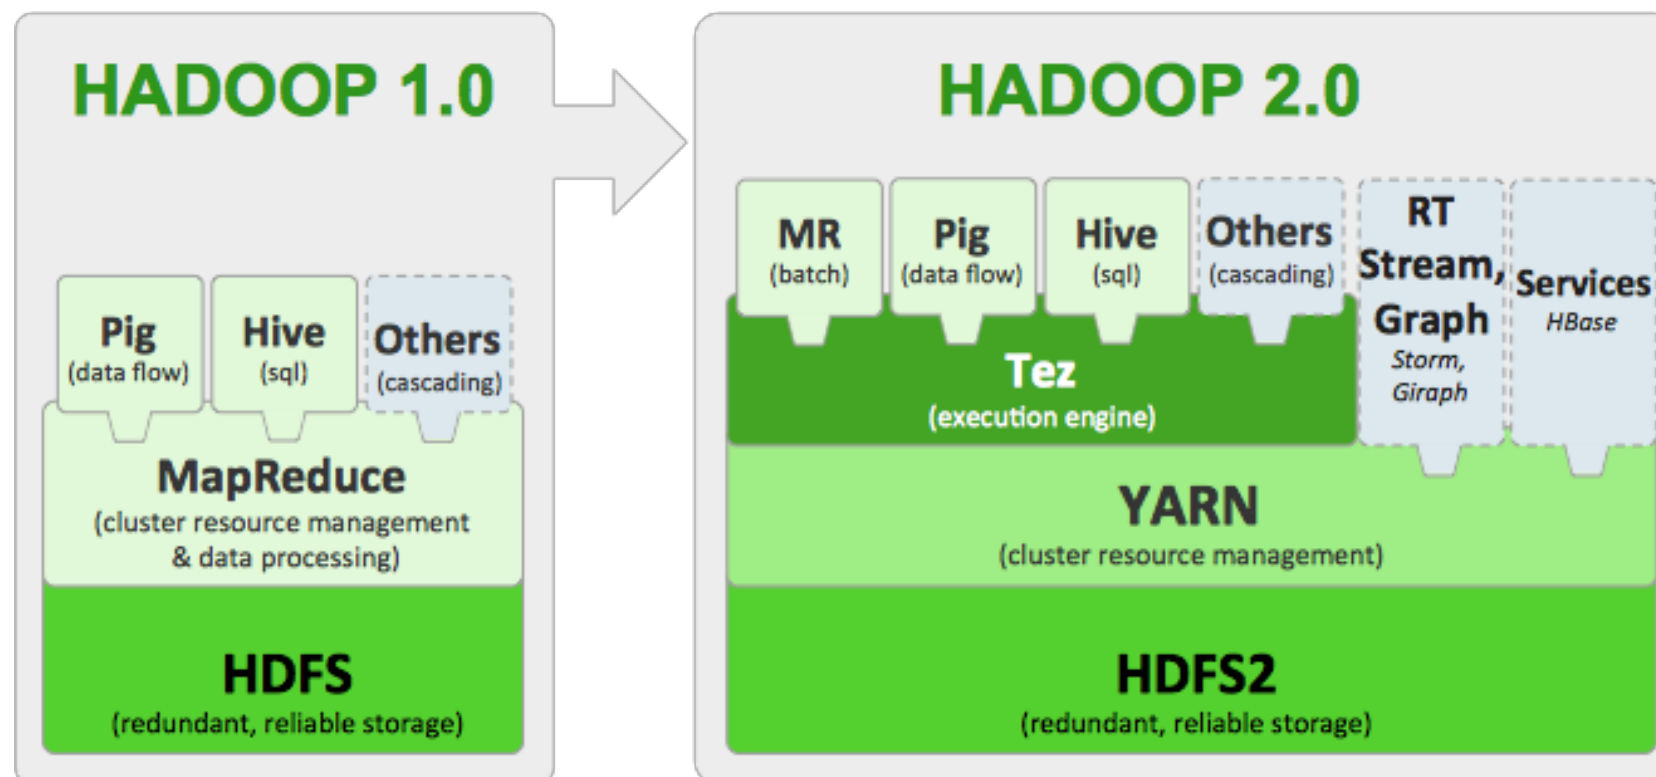 HADOOP 1.0
Pig
(data flow)
Hive
(sql)
Others
(cascading)
MapReduce
(cluster resource management
& data processing)
HDFS
(redundant, reliable storage)
HADOOP 2.0
MR
(batch)
Pig
(data flow)
Hive
(sql)
Others
(cascading)
RT
Stream,
Graph
Storm,
Giraph
Services
HBase
Tez
(execution engine)
YARN
(cluster resource management)
HDFS2
(redundant, reliable storage)